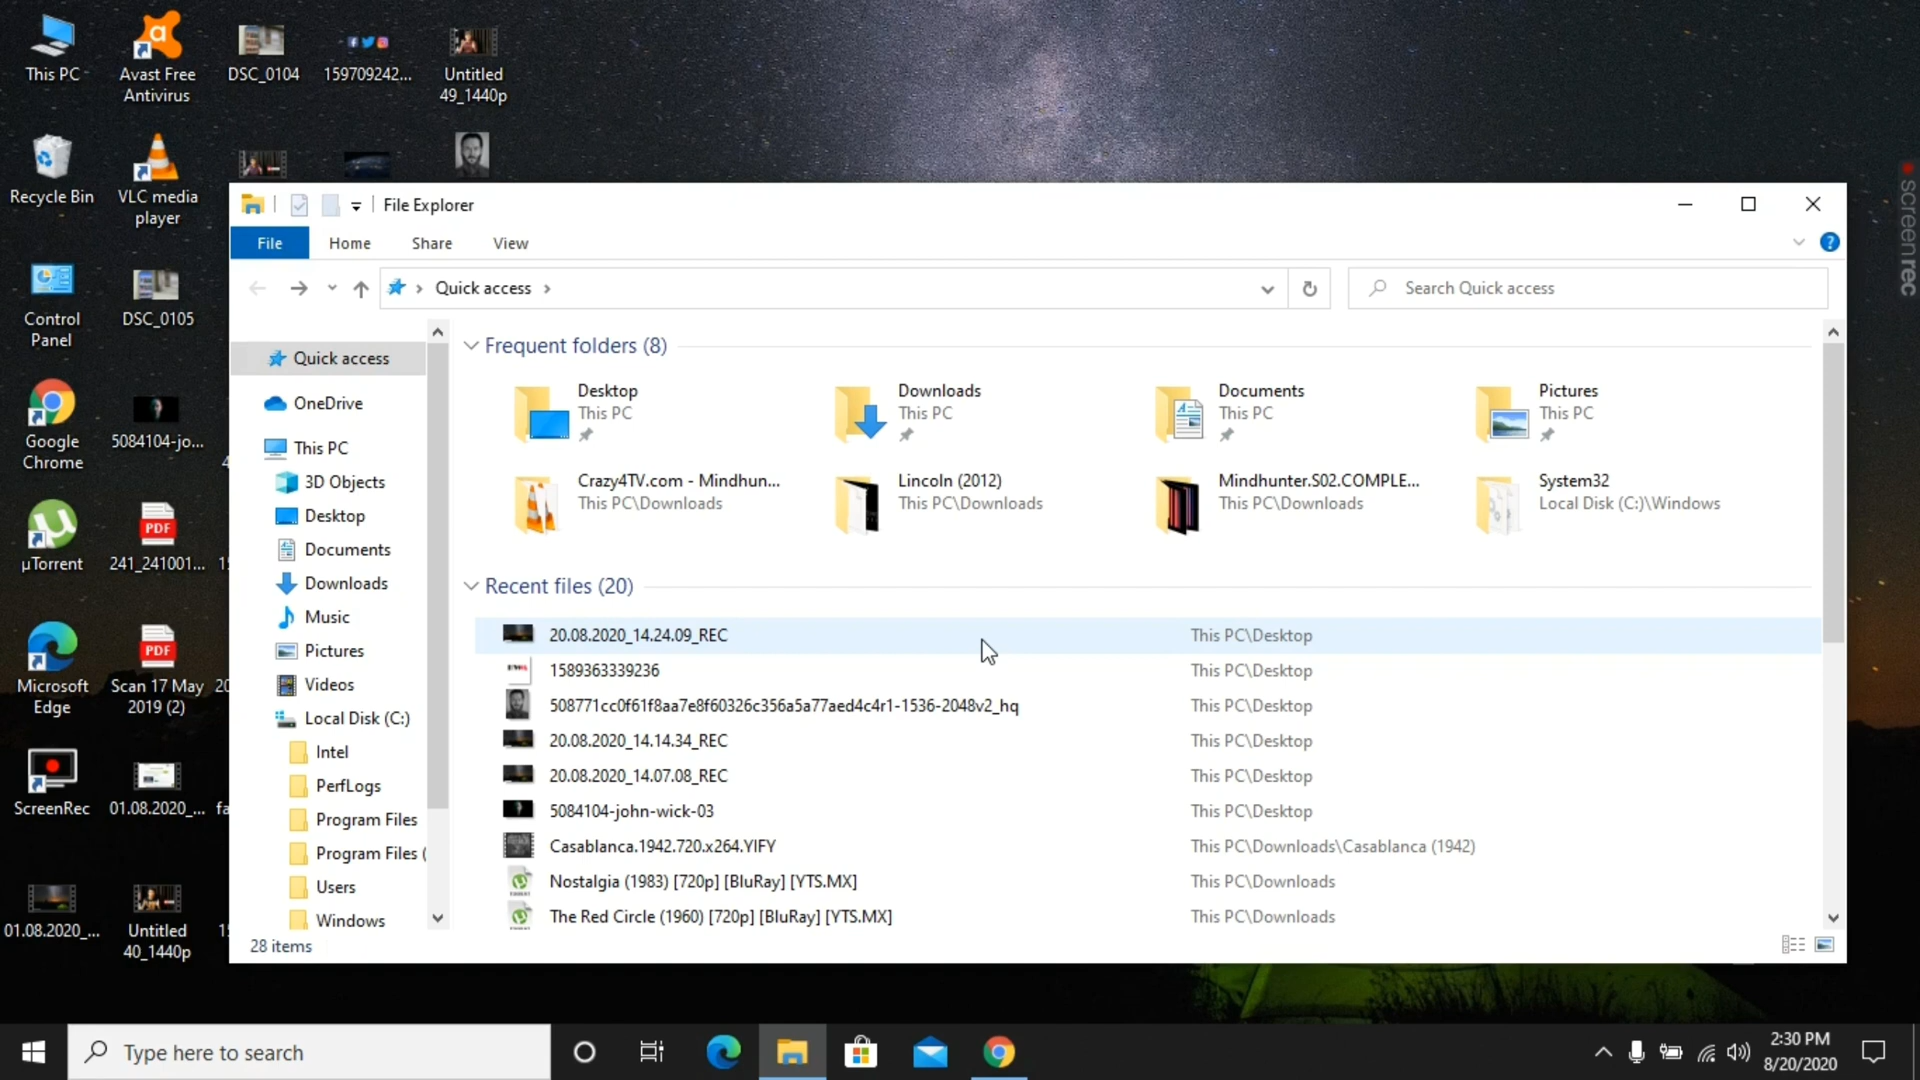 This PC
Avast Free
Antivirus
DSC_0104
159709242...
Untitled
49_1440p
Recycle Bin
VLC media
player
screenrec
File Explorer
File
Home
Share
View
Quick access
Search Quick access
Control
Panel
DSC_0105
Google
Chrome
5084104-jo...
µTorrent
PDF
241_241001...
Microsoft
Edge
PDF
Scan 17 May
2019 (2)
ScreenRec
01.08.2020_...
01.08.2020_...
Untitled
40_1440p
Quick access
OneDrive
This PC
3D Objects
Desktop
Documents
Downloads
Music
Pictures
Videos
Local Disk (C:)
Intel
PerfLogs
Program Files
Program Files (
Users
Windows
Frequent folders (8)
Desktop
This PC
Downloads
This PC
Documents
This PC
Pictures
This PC
Crazy4TV.com - Mindhun...
This PC\Downloads
Lincoln (2012)
This PC\Downloads
Mindhunter.S02.COMPLE...
This PC\Downloads
System32
Local Disk (C:)\Windows
Recent files (20)
20.08.2020_14.24.09_REC This PC\Desktop
1589363339236 This PC\Desktop
508771cc0f61f8aa7e8f60326c356a5a77aed4c4r1-1536-2048v2_hq This PC\Desktop
20.08.2020_14.14.34_REC This PC\Desktop
20.08.2020_14.07.08_REC This PC\Desktop
5084104-john-wick-03 This PC\Desktop
Casablanca.1942.720.x264.YIFY This PC\Downloads\Casablanca (1942)
Nostalgia (1983) [720p] [BluRay] [YTS.MX] This PC\Downloads
The Red Circle (1960) [720p] [BluRay] [YTS.MX] This PC\Downloads
28 items
Type here to search
2:30 PM
8/20/2020